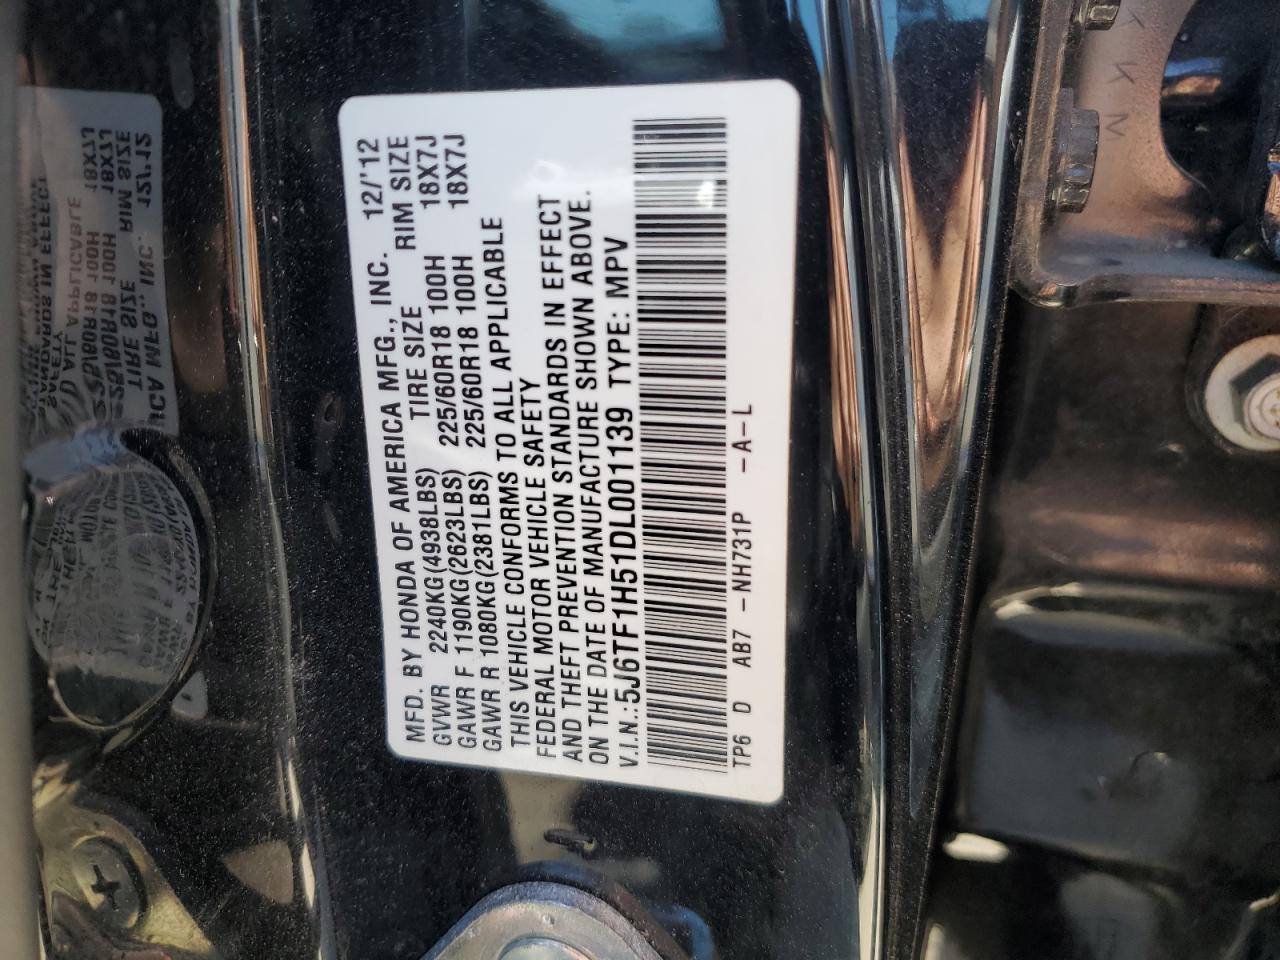 MFD. BY HONDA OF AMERICA MFG., INC. 12/'12
GVWR 2240KG(4938LBS) TIRE SIZE RIM SIZE
GAWR F 1190KG(2623LBS) 225/60R18 100H 18X7J
GAWR R 1080KG(2381LBS) 225/60R18 100H 18X7J
THIS VEHICLE CONFORMS TO ALL APPLICABLE
FEDERAL MOTOR VEHICLE SAFETY
AND THEFT PREVENTION STANDARDS IN EFFECT
ON THE DATE OF MANUFACTURE SHOWN ABOVE.
V.I.N.:5J6TF1H51DL001139 TYPE: MPV
TP6 D AB7 -NH731P -A-L